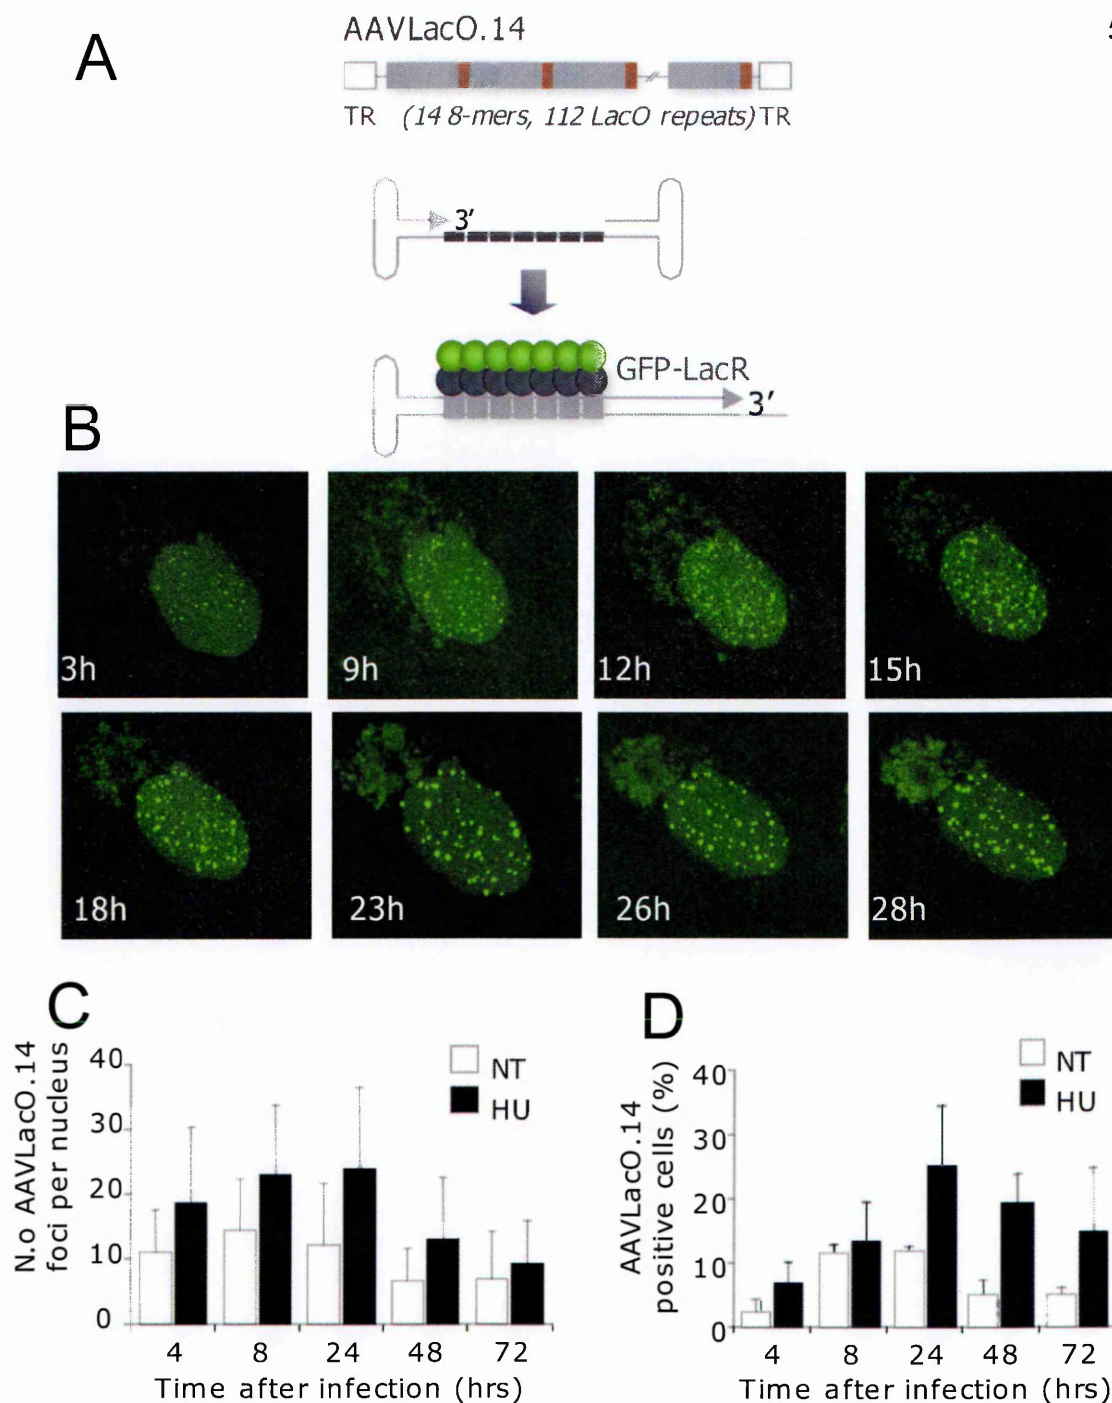 A
AAVLacO.14
TR (14 8-mers, 112 LacO repeats) TR
3'
GFP-LacR
3'
B
3h
9h
12h
15h
18h
23h
26h
28h
C
N.o AAVLacO.14
foci per nucleus
40
30
20
10
0
NT
HU
4 8 24 48 72
Time after infection (hrs)
D
AAVLacO.14
positive cells (%)
40
30
20
10
0
NT
HU
4 8 24 48 72
Time after infection (hrs)